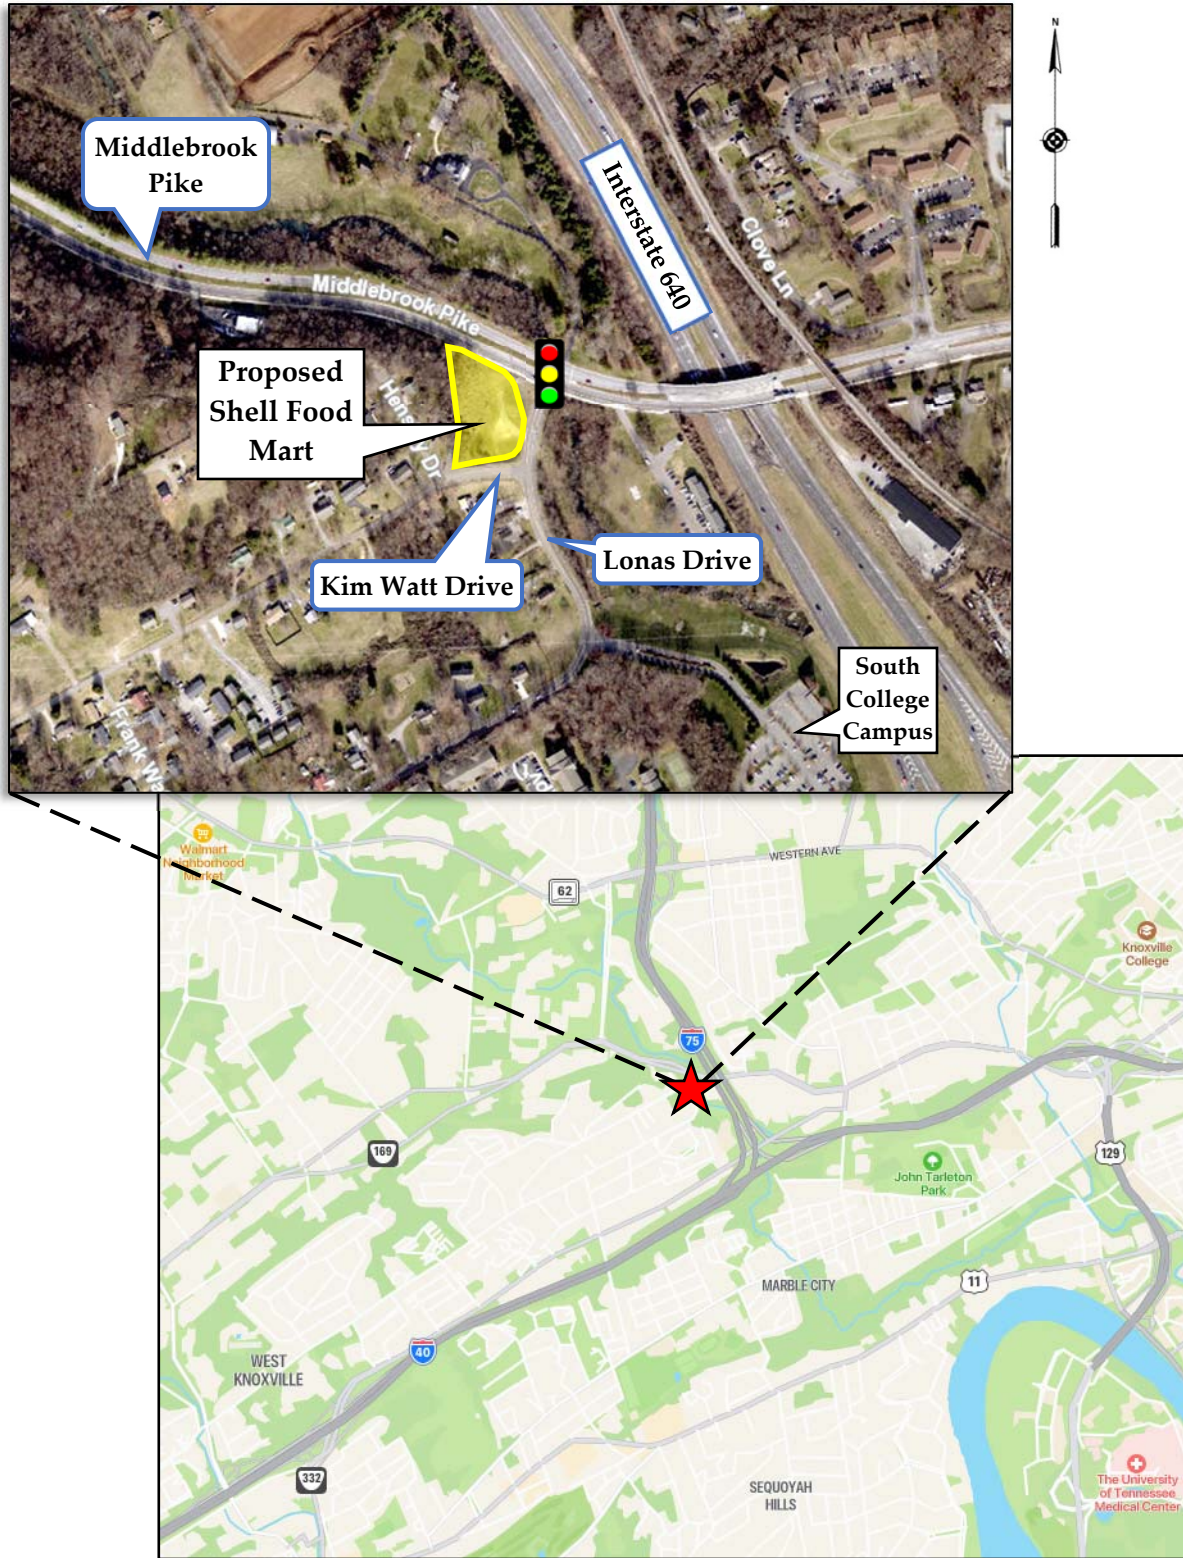 N
Middlebrook
Pike
Interstate 640
Clove Ln
Middlebrook Pike
Proposed
Shell Food
Mart
Kim Watt Drive
Lonas Drive
South
College
Campus
Walmart
Neighborhood
Market
WESTERN AVE
62
Knoxville
College
75
169
129
John Tarleton
Park
MARBLE CITY
11
40
WEST
KNOXVILLE
332
SEQUOYAH
HILLS
The University
of Tennessee
Medical Center